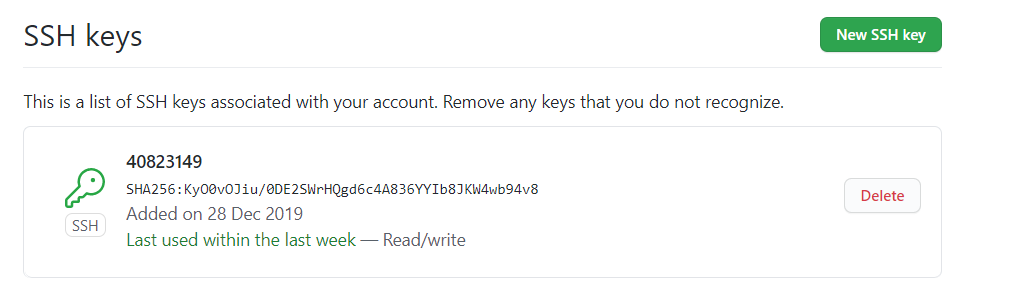 SSH keys
New SSH key
This is a list of SSH keys associated with your account. Remove any keys that you do not recognize.
40823149
SHA256:KyO0vOJiu/0DE2SWrHQgd6c4A836YYIb8JKW4wb94v8
Added on 28 Dec 2019
Last used within the last week — Read/write
SSH
Delete